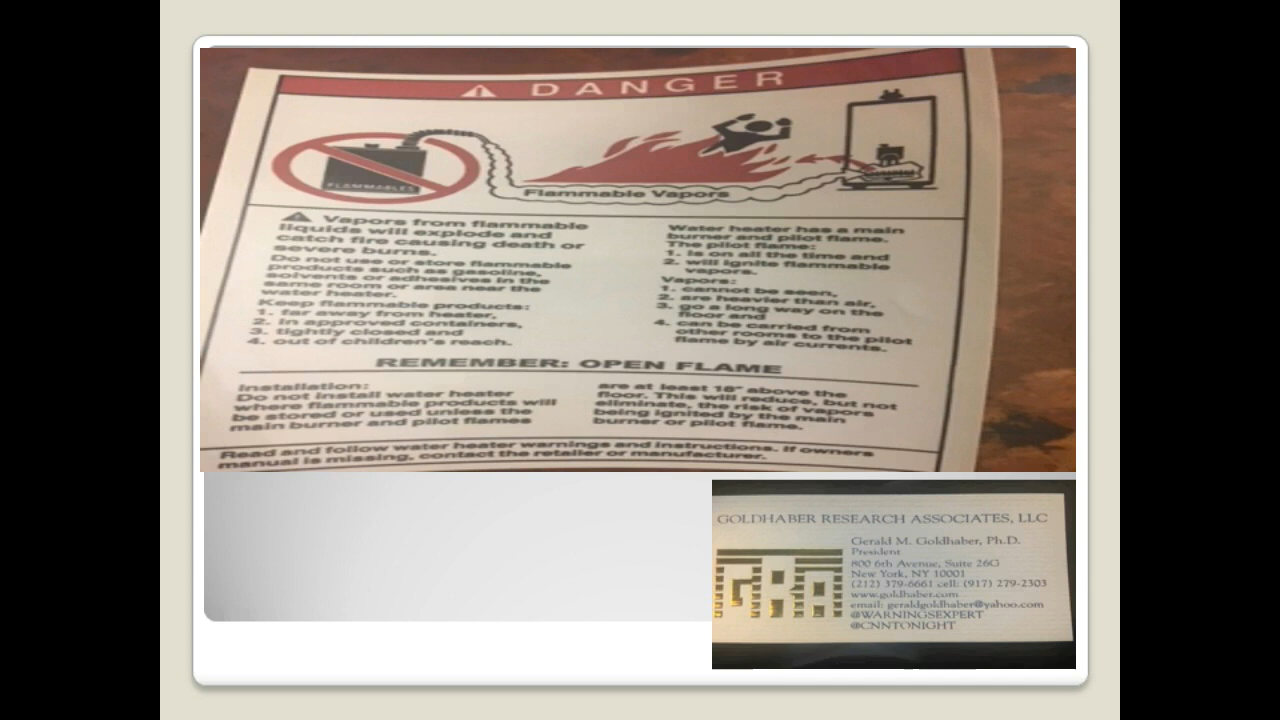 DANGER
FLAMMABLES
Flammable Vapors
Vapors from flammable
liquids will explode and
catch fire causing death or
severe burns.
Do not use or store flammable
products such as gasoline,
solvents or adhesives in the
same room or area near the
water heater.
Keep flammable products:
1. far away from heater,
2. in approved containers,
3. tightly closed and
4. out of children's reach.
Water heater has a main
burner and pilot flame.
The pilot flame:
1. is on all the time and
2. will ignite flammable
vapors.
Vapors:
1. cannot be seen,
2. are heavier than air,
3. go a long way on the
floor and
4. can be carried from
other rooms to the pilot
flame by air currents.
REMEMBER: OPEN FLAME
Installation:
Do not install water heater
where flammable products will
be stored or used unless the
main burner and pilot flames
are at least 18" above the
floor. This will reduce, but not
eliminate, the risk of vapors
being ignited by the main
burner or pilot flame.
Read and follow water heater warnings and instructions. If owners
manual is missing, contact the retailer or manufacturer.
GOLDHABER RESEARCH ASSOCIATES, LLC
GRA
Gerald M. Goldhaber, Ph.D.
President
800 6th Avenue, Suite 26G
New York, NY 10001
(212) 379-6661 cell: (917) 279-2303
www.goldhaber.com
email: geraldgoldhaber@yahoo.com
@WARNINGSEXPERT
@CNNTONIGHT